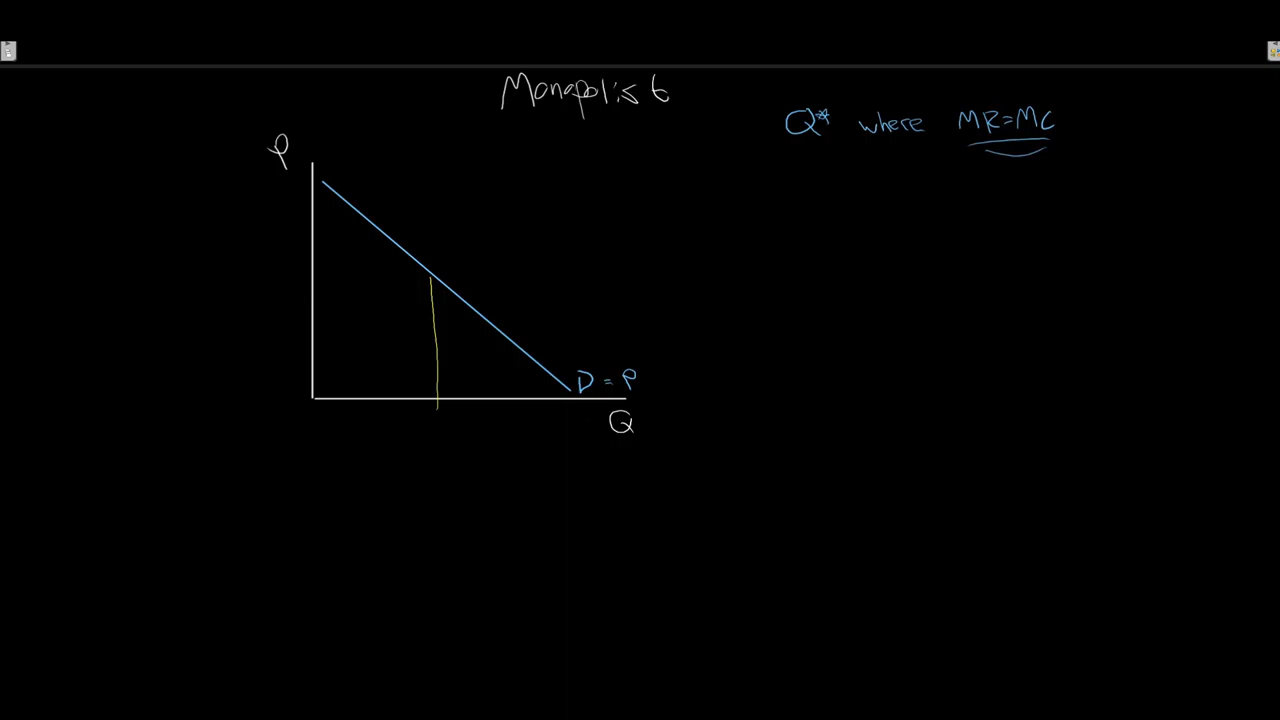 Monopolist
Q* where MR=MC
P
D = P
Q